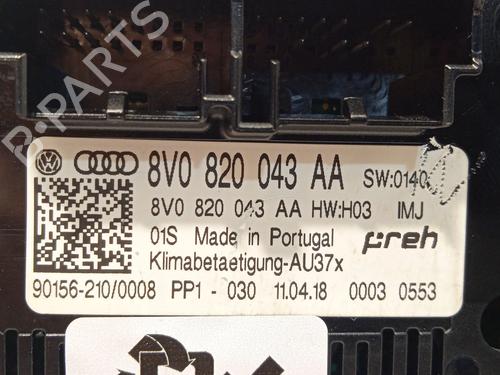 B-PARTS
8V0 820 043 AA SW:0140
8V0 820 043 AA HW:H03 IMJ
01S Made in Portugal preh
Klimabetaetigung-AU37x
90156-210/0008 PP1 - 030 11.04.18 0003 0553